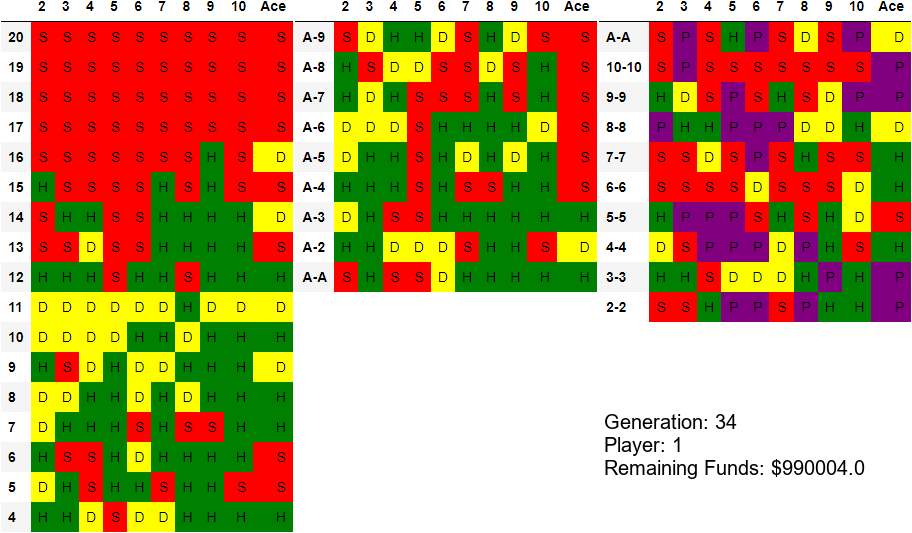 2 3 4 5 6 7 8 9 10 Ace 2 3 4 5 6 7 8 9 10 Ace 2 3 4 5 6 7 8 9 10 Ace
20 S S S S S S S S S S A-9 S D H H D S H D S S A-A S P S H P S D S P D
19 S S S S S S S S S S A-8 H S D D S S D S H S 10-10 S P S S S S S S S P
18 S S S S S S S S S S A-7 H D H S S S H S H S 9-9 H D S P S H S D P P
17 S S S S S S S S S S A-6 D D D S H H H H D S 8-8 P H H P P P D D H D
16 S S S S S S S H S D A-5 D H H S H D H D H S 7-7 S S D S P S H S S H
15 H S S S S H S H S S A-4 H H H S H S S H H S 6-6 S S S S D S S S D H
14 S H H S S H H H H D A-3 D H S S H H H H H H 5-5 H P P P S H S H D S
13 S S D S S H H H H S A-2 H H D D D S H H S D 4-4 D S P P P D P H S H
12 H H H S H H S H H H A-A S H S S D H H H H H 3-3 H H S D D D H P H P
11 D D D D D D H D D D 2-2 S S H P P S P H H P
10 D D D D H H D H H H
9 H S D H D D H H H D
8 D D H H D H D H H H
7 D H H H S H S S H H
6 H S S H D H H H H S
5 D H S H H S H H S S
4 H H D S D D H H H H
Generation: 34
Player: 1
Remaining Funds: $990004.0